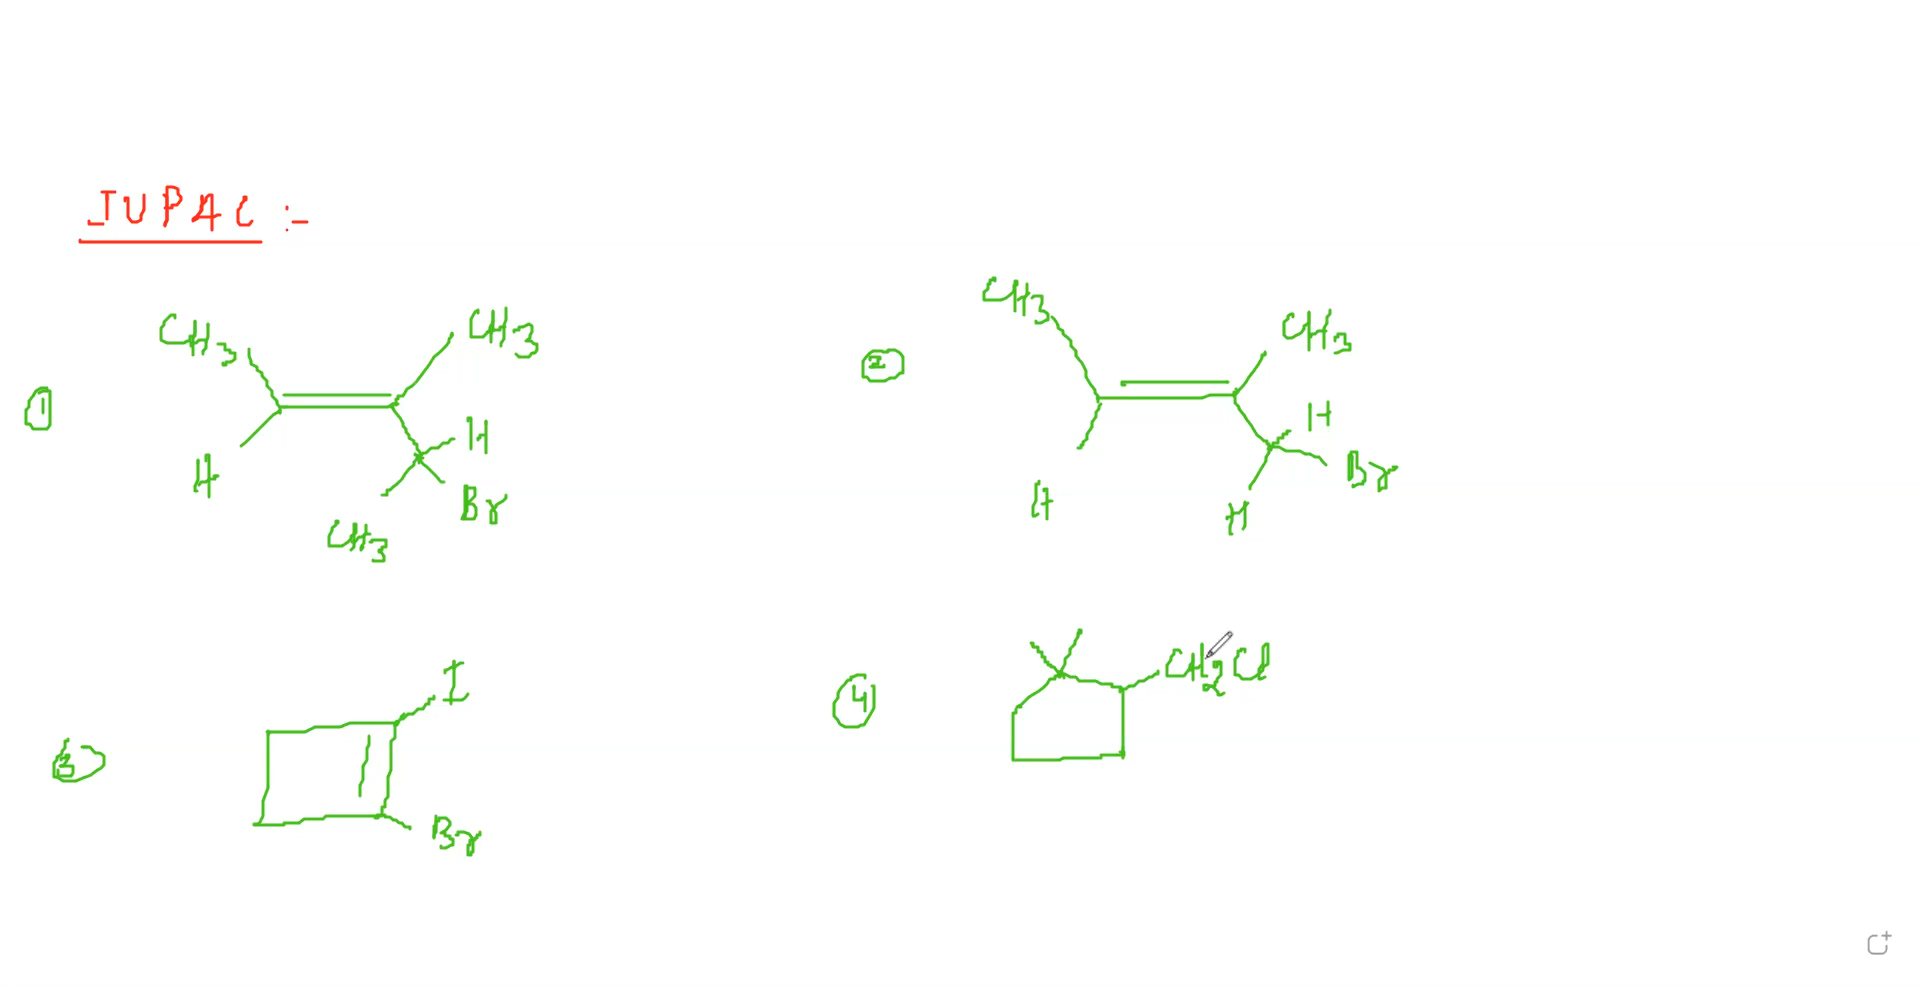 IUPAC :-
① CH3 CH3 H H Br CH3
② CH3 CH3 H H Br H
③ I Br
④ CH2Cl